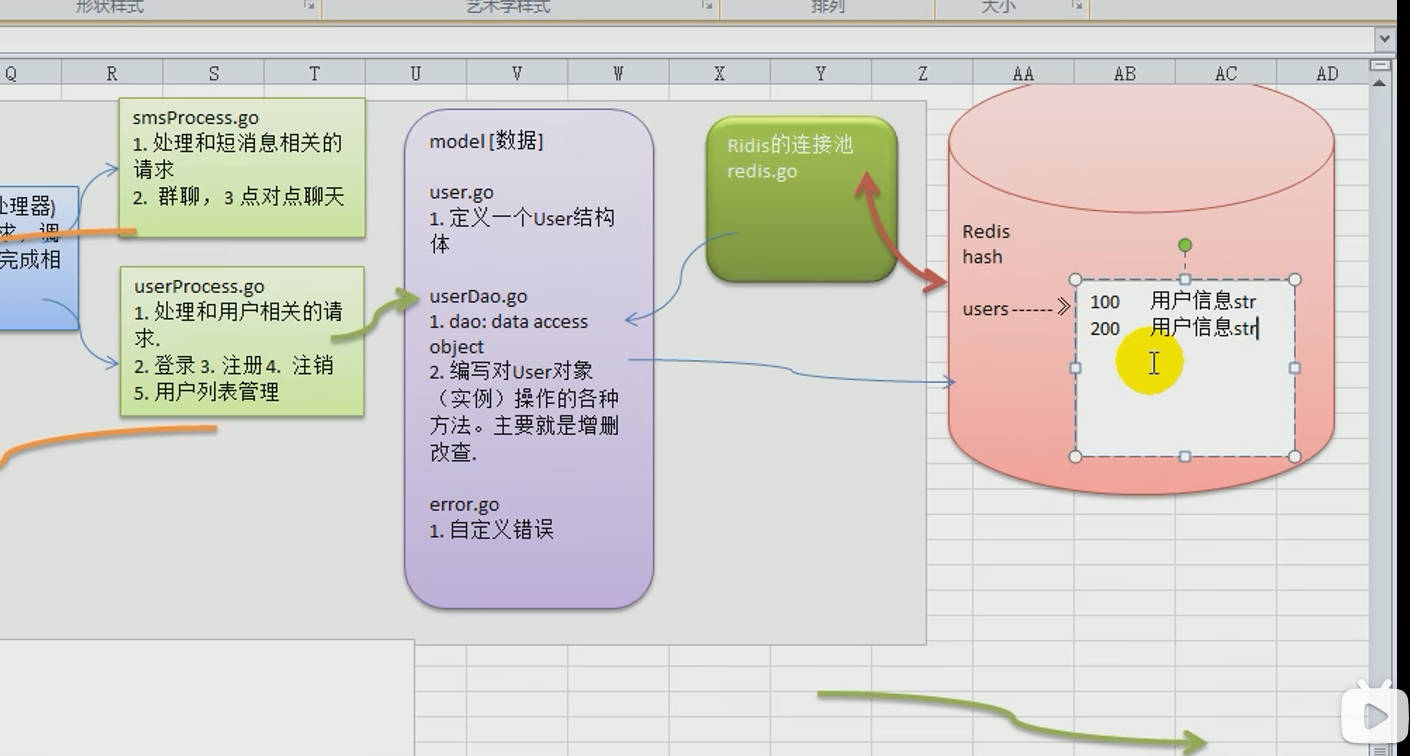 形状样式
艺术字样式
排列
大小
Q R S T U V W X Y Z AA AB AC AD
smsProcess.go
1. 处理和短消息相关的
请求
2. 群聊，3 点对点聊天
理器)
求，调
完成相
userProcess.go
1. 处理和用户相关的请
求.
2. 登录 3. 注册 4. 注销
5. 用户列表管理
model [数据]
user.go
1. 定义一个User结构
体
userDao.go
1. dao: data access
object
2. 编写对User对象
（实例）操作的各种
方法。主要就是增删
改查.
error.go
1. 自定义错误
Ridis的连接池
redis.go
Redis
hash
users------》
100 用户信息str
200 用户信息str